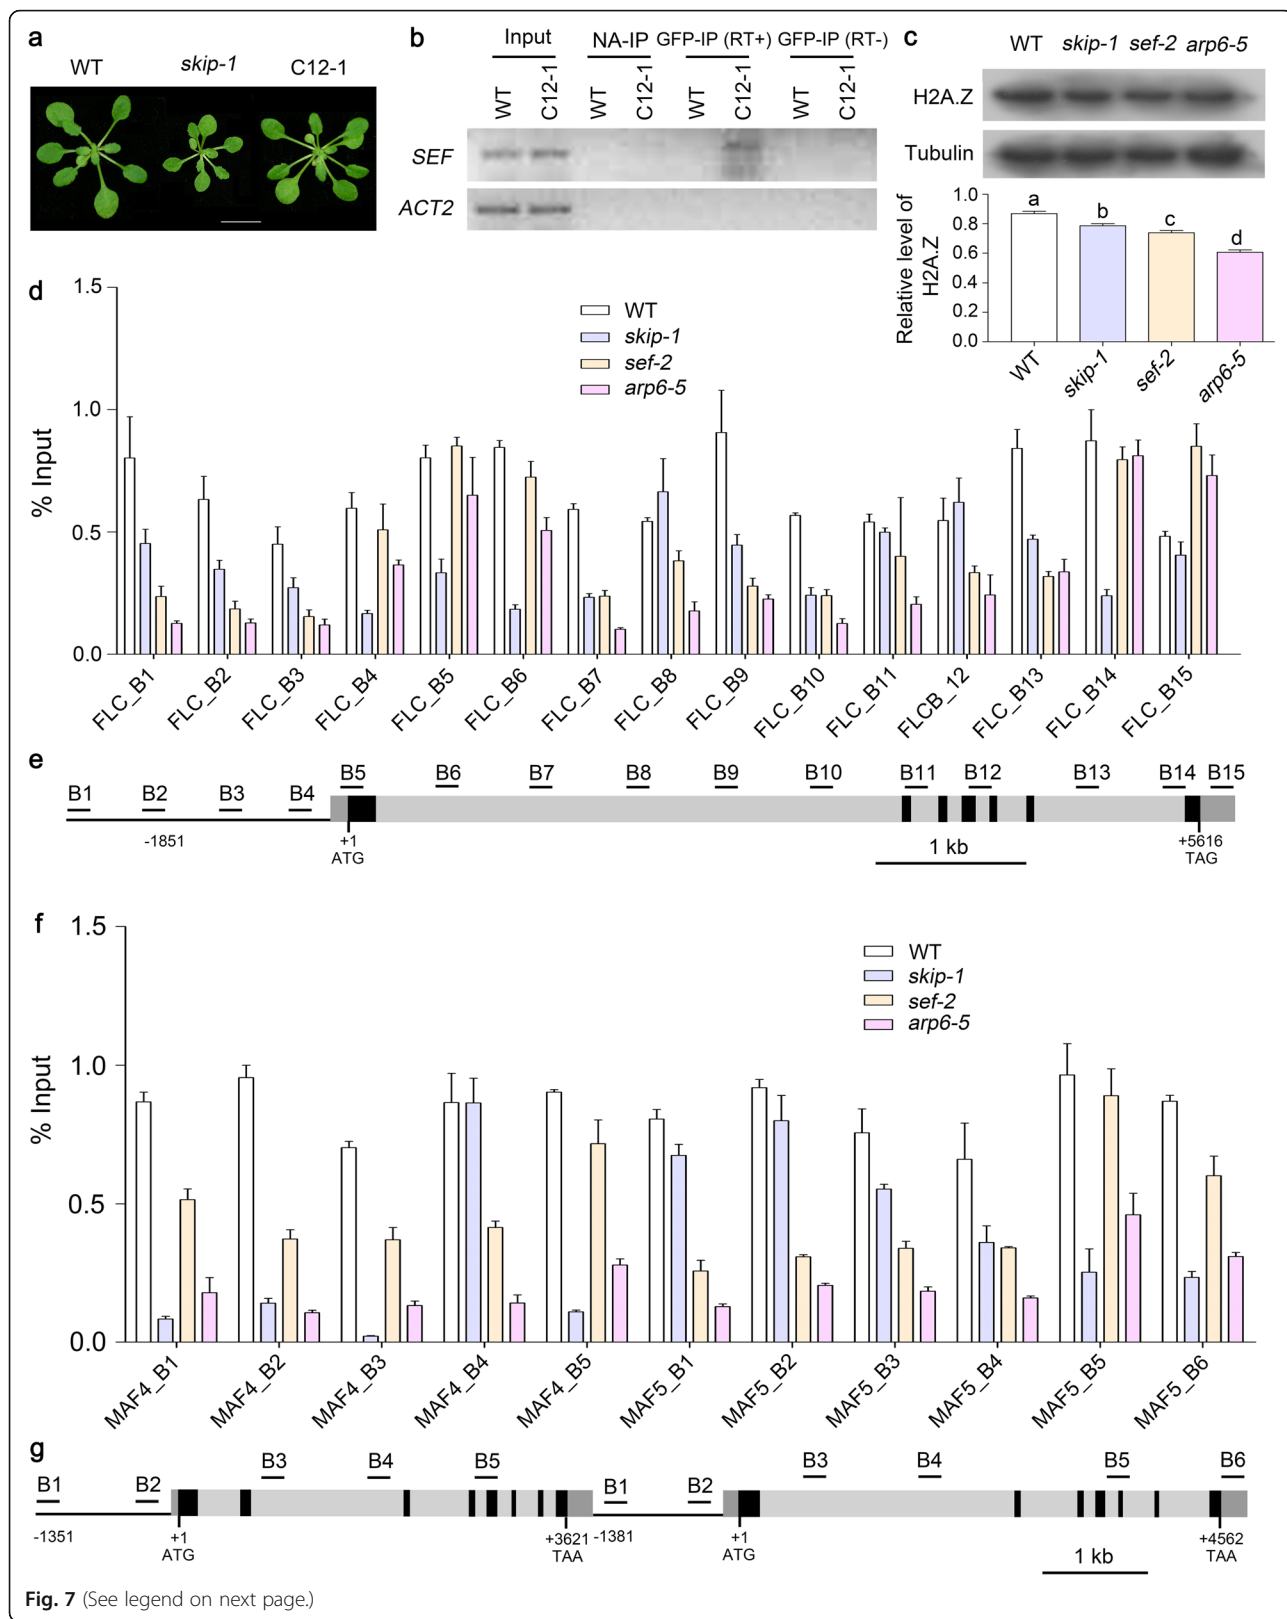 a
WT
skip-1
C12-1
b
Input
NA-IP
GFP-IP (RT+)
GFP-IP (RT-)
WT
C12-1
WT
C12-1
WT
C12-1
WT
C12-1
SEF
ACT2
c
WT
skip-1
sef-2
arp6-5
H2A.Z
Tubulin
Relative level of
H2A.Z
1.0
0.8
0.6
0.4
0.2
0.0
a
b
c
d
WT
skip-1
sef-2
arp6-5
d
% Input
1.5
1.0
0.5
0.0
WT
skip-1
sef-2
arp6-5
FLC_B1
FLC_B2
FLC_B3
FLC_B4
FLC_B5
FLC_B6
FLC_B7
FLC_B8
FLC_B9
FLC_B10
FLC_B11
FLCB_12
FLC_B13
FLC_B14
FLC_B15
e
B1
B2
B3
B4
B5
B6
B7
B8
B9
B10
B11
B12
B13
B14
B15
-1851
+1
ATG
1 kb
+5616
TAG
f
% Input
1.5
1.0
0.5
0.0
WT
skip-1
sef-2
arp6-5
MAF4_B1
MAF4_B2
MAF4_B3
MAF4_B4
MAF4_B5
MAF5_B1
MAF5_B2
MAF5_B3
MAF5_B4
MAF5_B5
MAF5_B6
g
B1
B2
B3
B4
B5
B1
B2
B3
B4
B5
B6
-1351
+1
ATG
+3621
TAA
-1381
+1
ATG
1 kb
+4562
TAA
Fig. 7 (See legend on next page.)